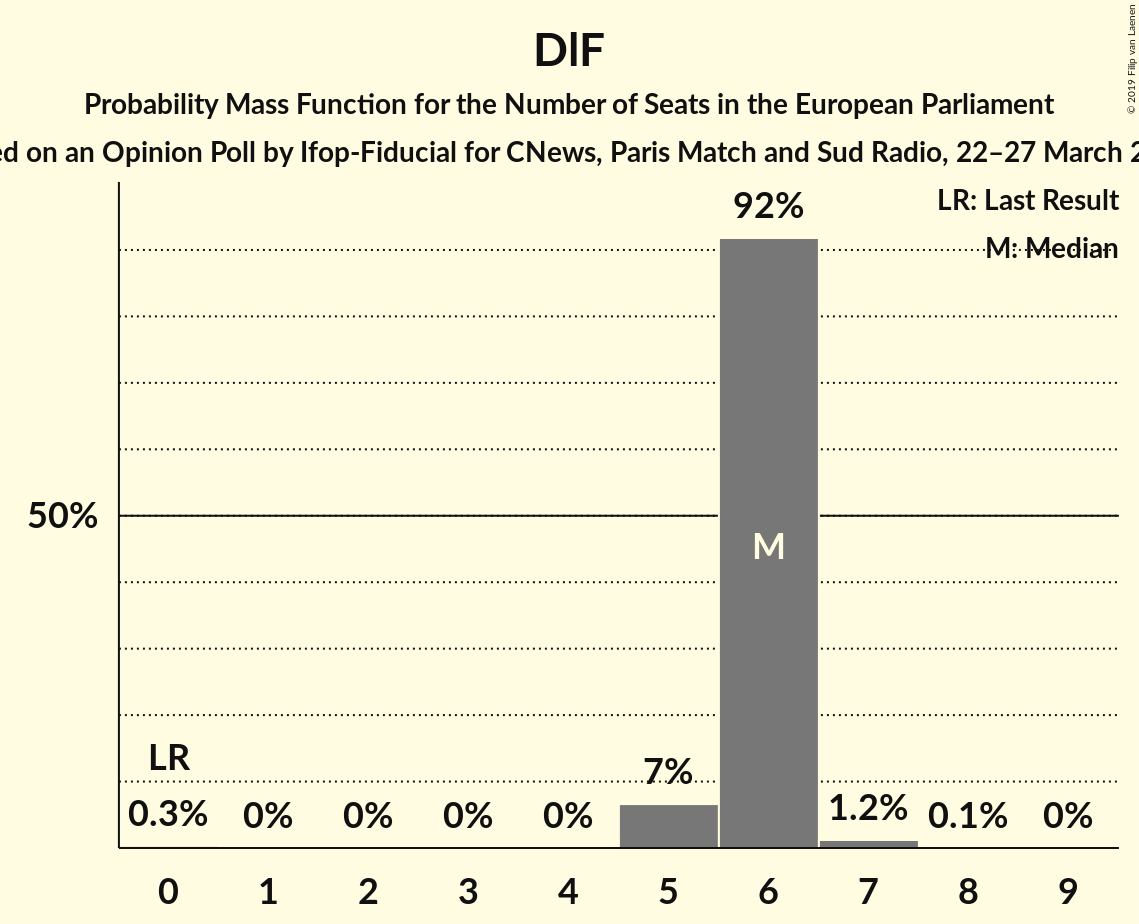 DlF
Probability Mass Function for the Number of Seats in the European Parliament
on an Opinion Poll by Ifop-Fiducial for CNews, Paris Match and Sud Radio, 22–27 March
© 2019 Filip van Laenen
LR: Last Result
M: Median
92%
50%
M
LR
0.3% 0% 0% 0% 0% 7% 1.2% 0.1% 0%
0 1 2 3 4 5 6 7 8 9